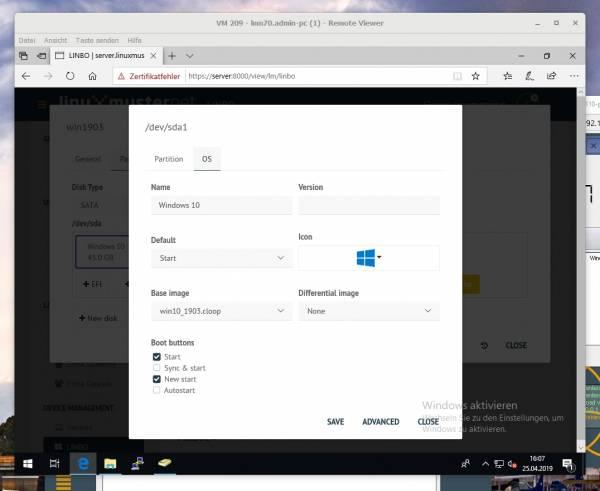 VM 209 - lmn70.admin-pc (1) - Remote Viewer
Datei Ansicht Taste senden Hilfe
LINBO | server.linuxmus
Zertifikatfehler https://server:8000/view/lm/linbo
win1903
/dev/sda1
General
Partition OS
Disk Type
SATA
/dev/sda
Windows 10
45.0 GB
+ EFI
+ New disk
Name Version
Windows 10
Default Icon
Start
Base image Differential image
win10_1903.cloop None
Boot buttons
Start
Sync & start
New start
Autostart
SAVE ADVANCED CLOSE
CLOSE
DEVICE MANAGEMENT
Devices
LINBO
Windows aktivieren
Wechseln Sie zu den Einstellungen, um
Windows zu aktivieren.
16:07
25.04.2019